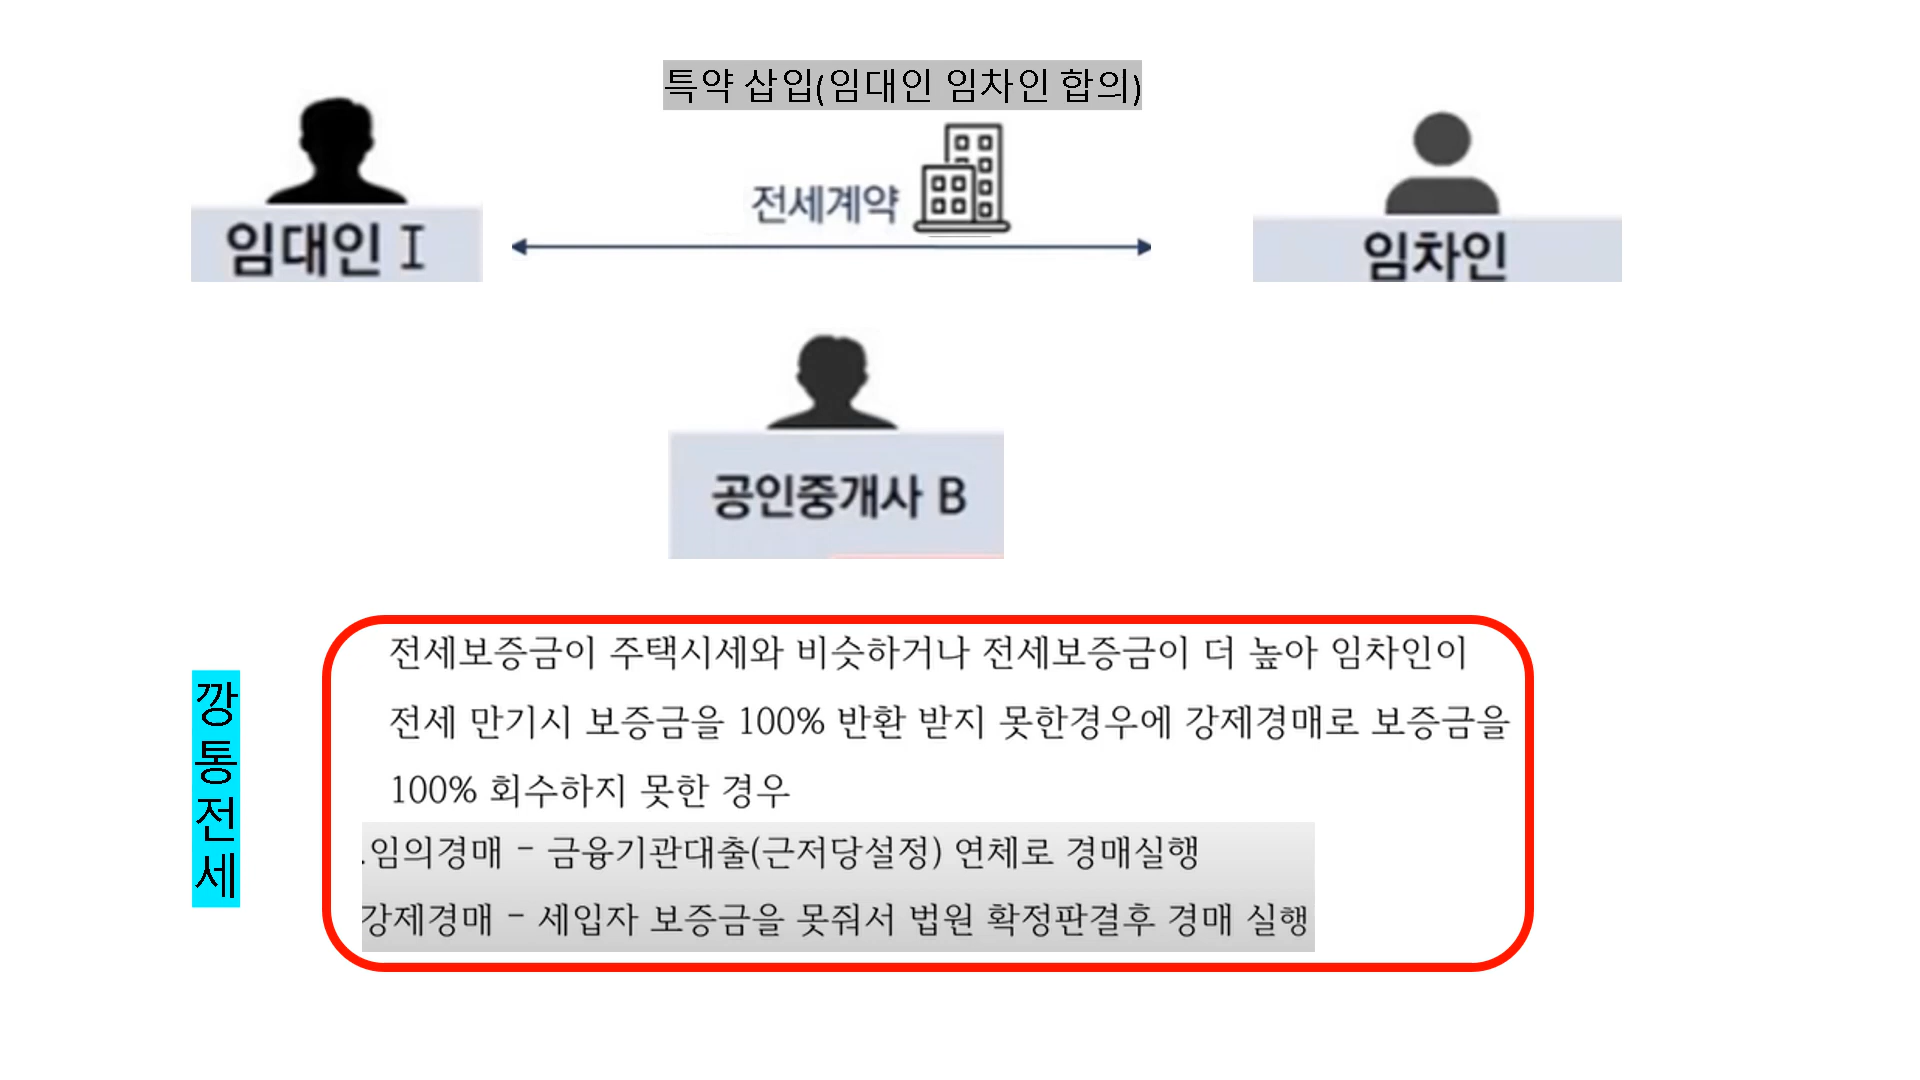 특약 삽입(임대인 임차인 합의)
전세계약
임대인 I
임차인
공인중개사 B
깡통전세
전세보증금이 주택시세와 비슷하거나 전세보증금이 더 높아 임차인이
전세 만기시 보증금을 100% 반환 받지 못한경우에 강제경매로 보증금을
100% 회수하지 못한 경우
.임의경매 - 금융기관대출(근저당설정) 연체로 경매실행
강제경매 - 세입자 보증금을 못줘서 법원 확정판결후 경매 실행